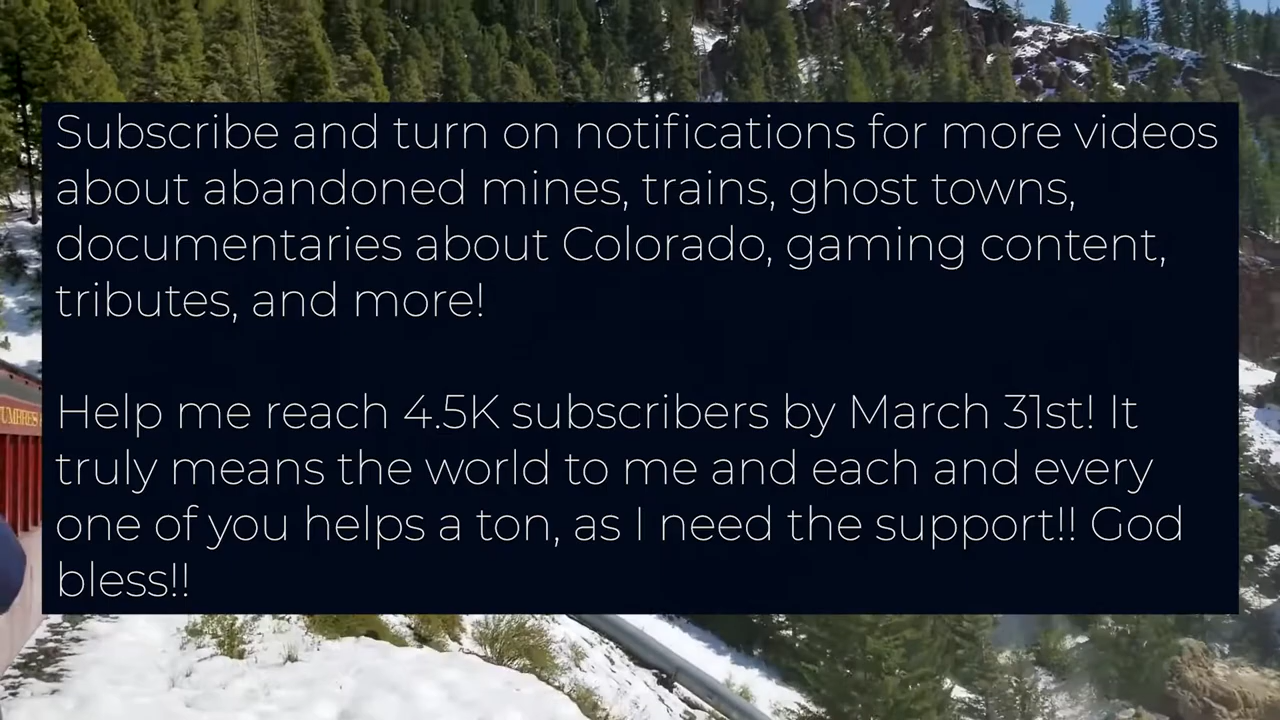 Subscribe and turn on notifications for more videos
about abandoned mines, trains, ghost towns,
documentaries about Colorado, gaming content,
tributes, and more!
Help me reach 4.5K subscribers by March 31st! It
truly means the world to me and each and every
one of you helps a ton, as I need the support!! God
bless!!